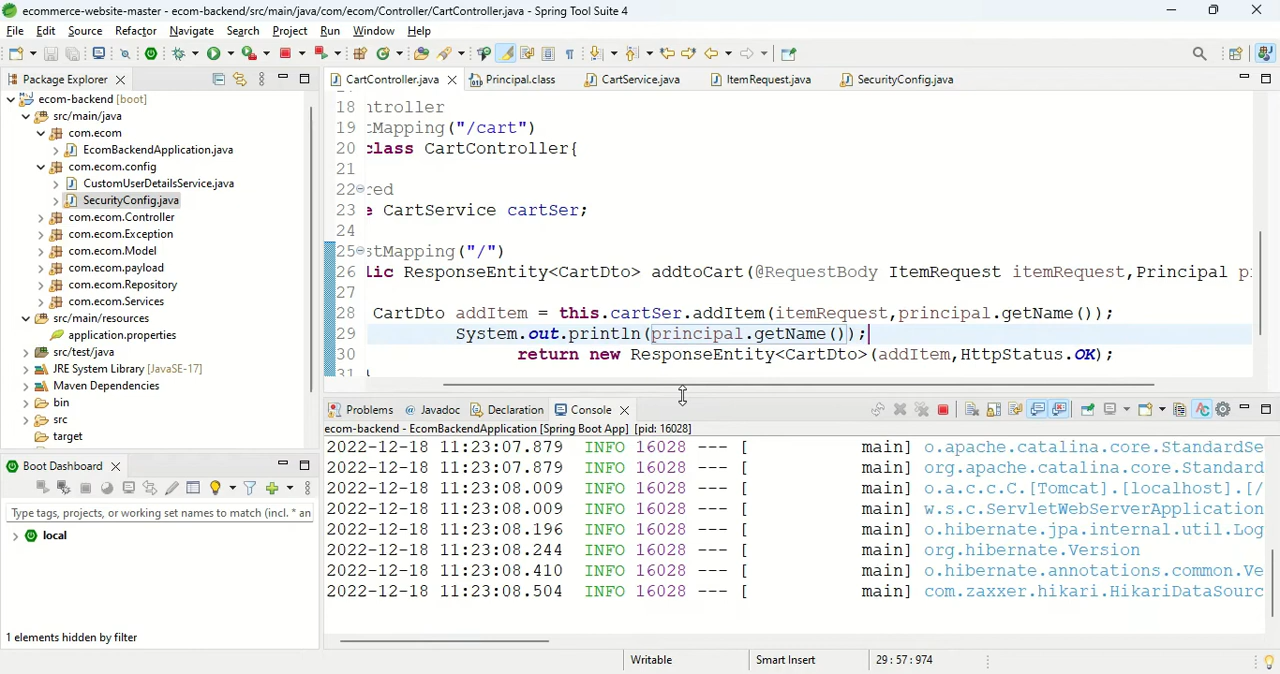 ecommerce-website-master - ecom-backend/src/main/java/com/ecom/Controller/CartController.java - Spring Tool Suite 4
File Edit Source Refactor Navigate Search Project Run Window Help
Package Explorer
ecom-backend [boot]
src/main/java
com.ecom
EcomBackendApplication.java
com.ecom.config
CustomUserDetailsService.java
SecurityConfig.java
com.ecom.Controller
com.ecom.Exception
com.ecom.Model
com.ecom.payload
com.ecom.Repository
com.ecom.Services
src/main/resources
application.properties
src/test/java
JRE System Library [JavaSE-17]
Maven Dependencies
bin
src
target
Boot Dashboard
Type tags, projects, or working set names to match (incl. * an
local
1 elements hidden by filter
CartController.java Principal.class CartService.java ItemRequest.java SecurityConfig.java
18 ntroller
19 Mapping("/cart")
20 class CartController{
21
22 red
23 e CartService cartSer;
24
25 stMapping("/")
26 lic ResponseEntity<CartDto> addtoCart(@RequestBody ItemRequest itemRequest,Principal p
27
28 CartDto addItem = this.cartSer.addItem(itemRequest,principal.getName());
29 System.out.println(principal.getName());
30 return new ResponseEntity<CartDto>(addItem,HttpStatus.OK);
31
Problems Javadoc Declaration Console
ecom-backend - EcomBackendApplication [Spring Boot App] [pid: 16028]
2022-12-18 11:23:07.879 INFO 16028 --- [ main] o.apache.catalina.core.StandardSe
2022-12-18 11:23:07.879 INFO 16028 --- [ main] org.apache.catalina.core.Standard
2022-12-18 11:23:08.009 INFO 16028 --- [ main] o.a.c.c.C.[Tomcat].[localhost].[/
2022-12-18 11:23:08.009 INFO 16028 --- [ main] w.s.c.ServletWebServerApplication
2022-12-18 11:23:08.196 INFO 16028 --- [ main] o.hibernate.jpa.internal.util.Log
2022-12-18 11:23:08.244 INFO 16028 --- [ main] org.hibernate.Version
2022-12-18 11:23:08.410 INFO 16028 --- [ main] o.hibernate.annotations.common.Ve
2022-12-18 11:23:08.504 INFO 16028 --- [ main] com.zaxxer.hikari.HikariDataSourc
Writable Smart Insert 29 : 57 : 974